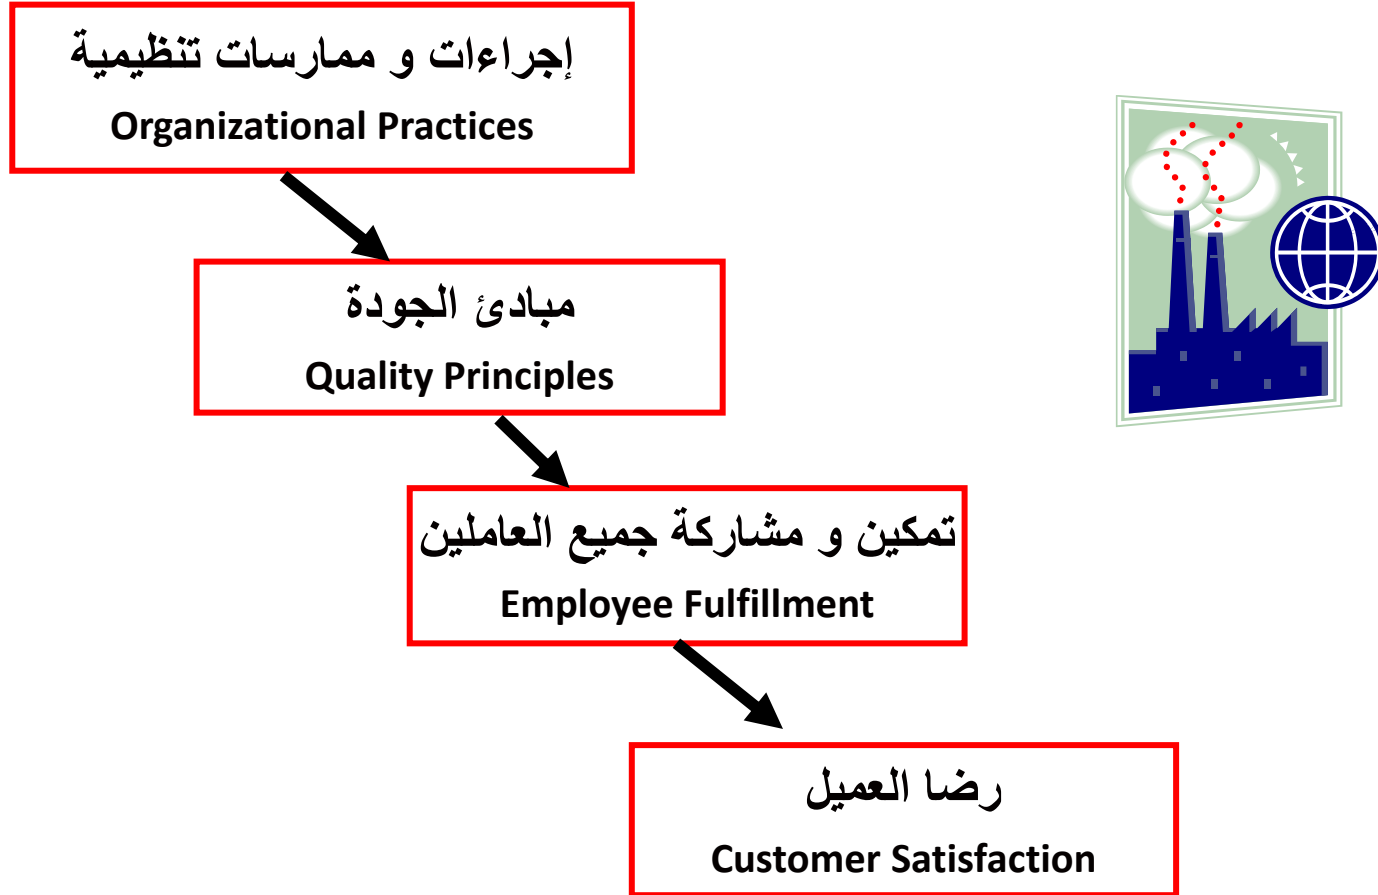 إجراءات و ممارسات تنظيمية
Organizational Practices
مبادئ الجودة
Quality Principles
تمكين و مشاركة جميع العاملين
Employee Fulfillment
رضا العميل
Customer Satisfaction